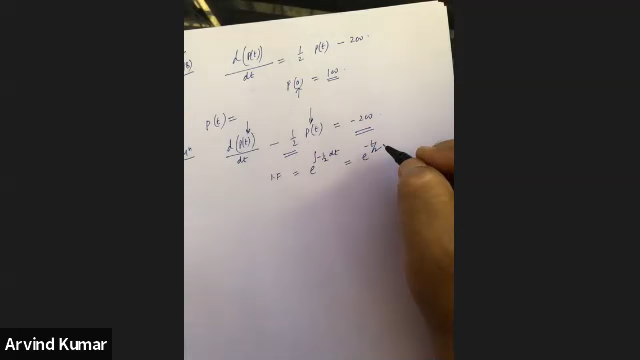 d(p(t))/dt = 1/2 p(t) - 200.
p(0) = 100
p(t) =
d(p(t))/dt - 1/2 p(t) = -200.
I.F = e^∫-1/2 dt = e^-t/2
Arvind Kumar